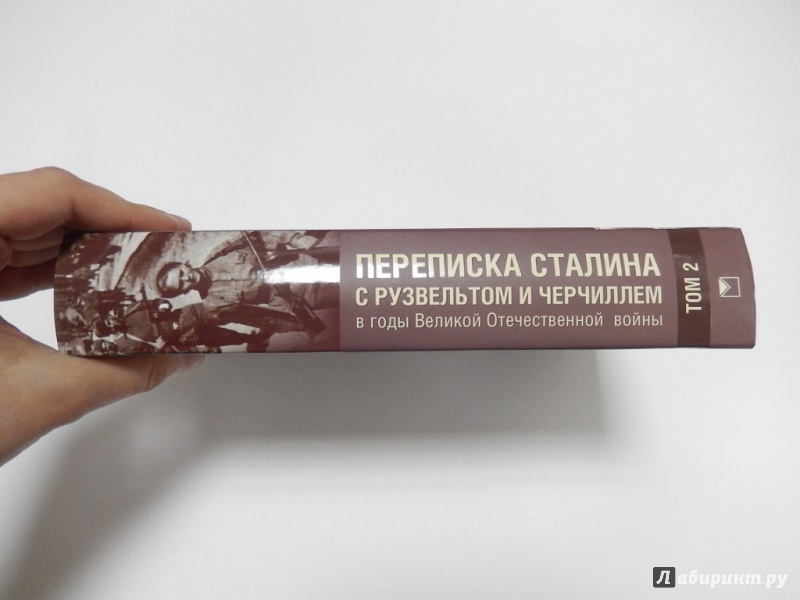 ПЕРЕПИСКА СТАЛИНА
С РУЗВЕЛЬТОМ И ЧЕРЧИЛЛЕМ
в годы Великой Отечественной войны
ТОМ 2
Лабиринт.ру